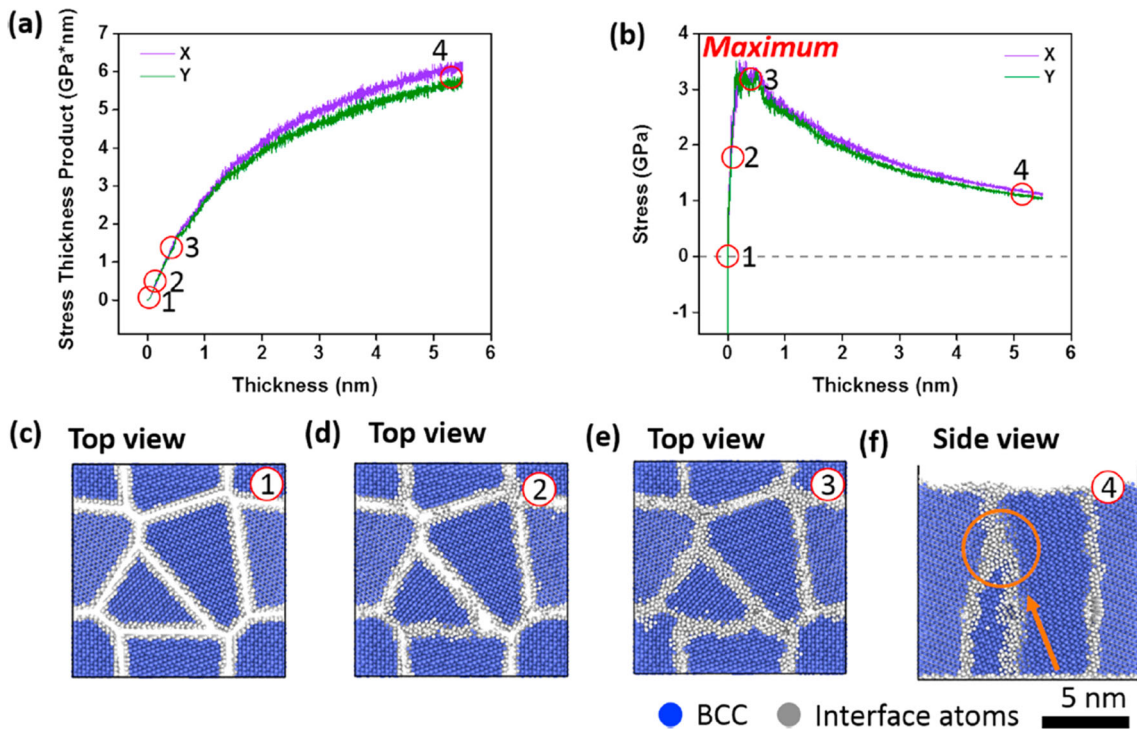 (a)
Stress Thickness Product (GPa*nm)
7
6
5
4
3
2
1
0
X
Y
4
3
2
1
0 1 2 3 4 5 6
Thickness (nm)
(b)
Maximum
Stress (GPa)
4
3
2
1
0
-1
X
Y
3
2
4
1
0 1 2 3 4 5 6
Thickness (nm)
(c) Top view
1
(d) Top view
2
(e) Top view
3
(f) Side view
4
BCC Interface atoms 5 nm